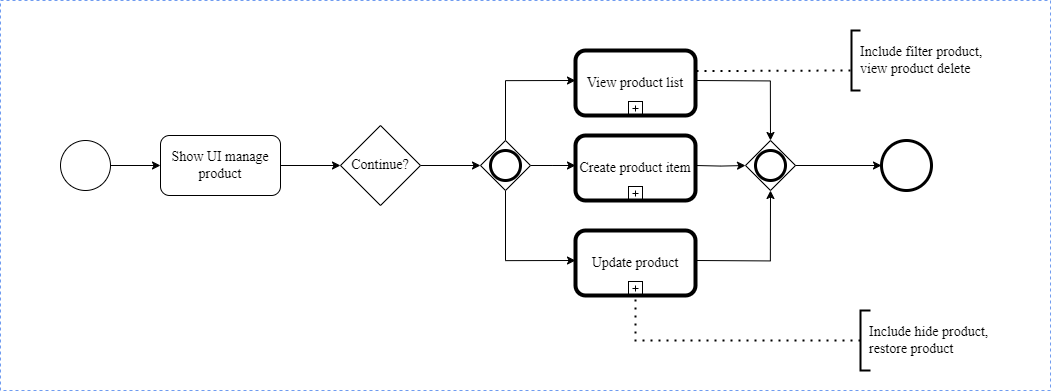 Show UI manage
product
Continue?
View product list
Create product item
Update product
Include filter product,
view product delete
Include hide product,
restore product